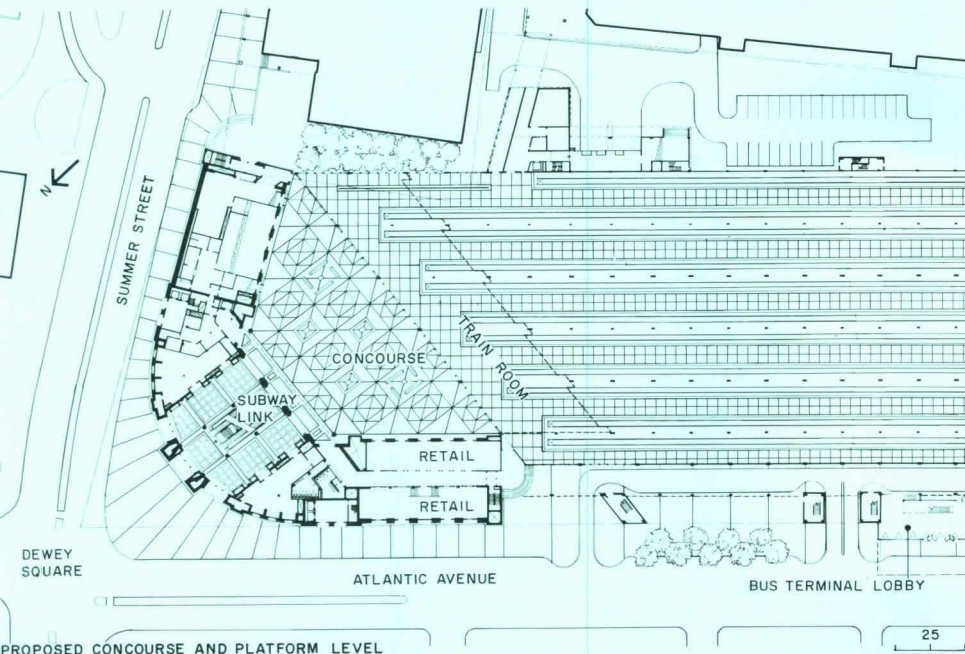 N
SUMMER STREET
CONCOURSE
TRAIN ROOM
SUBWAY
LINK
RETAIL
RETAIL
DEWEY
SQUARE
ATLANTIC AVENUE
BUS TERMINAL LOBBY
PROPOSED CONCOURSE AND PLATFORM LEVEL
25